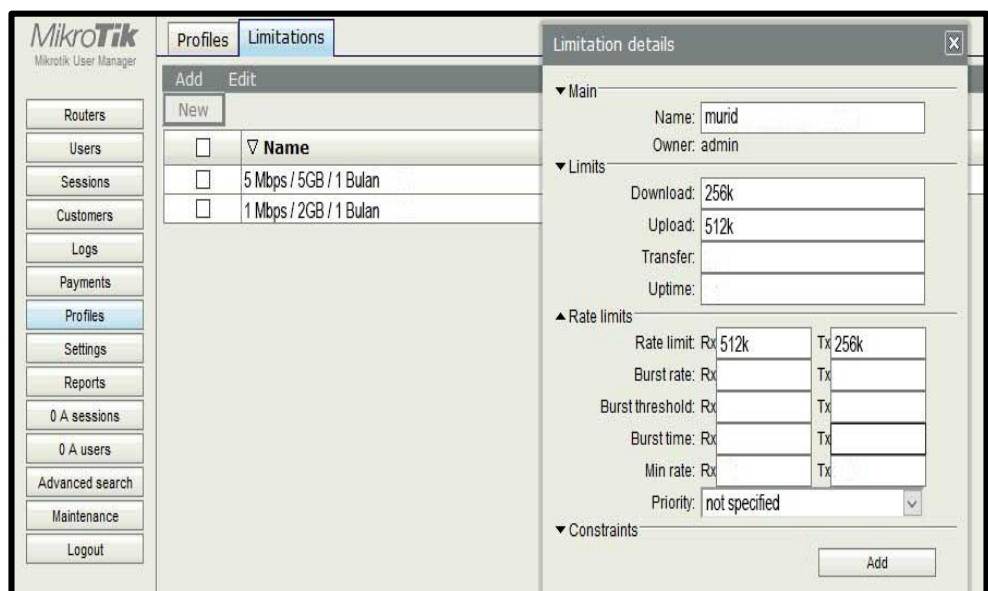 MikroTik
Mikrotik User Manager
Routers
Users
Sessions
Customers
Logs
Payments
Profiles
Settings
Reports
0 A sessions
0 A users
Advanced search
Maintenance
Logout
Profiles Limitations
Add Edit
New
▽ Name
5 Mbps / 5GB / 1 Bulan
1 Mbps / 2GB / 1 Bulan
Limitation details X
▼ Main
Name: murid
Owner: admin
▼ Limits
Download: 256k
Upload: 512k
Transfer:
Uptime:
▲ Rate limits
Rate limit: Rx 512k Tx 256k
Burst rate: Rx Tx
Burst threshold: Rx Tx
Burst time: Rx Tx
Min rate: Rx Tx
Priority: not specified
▼ Constraints
Add